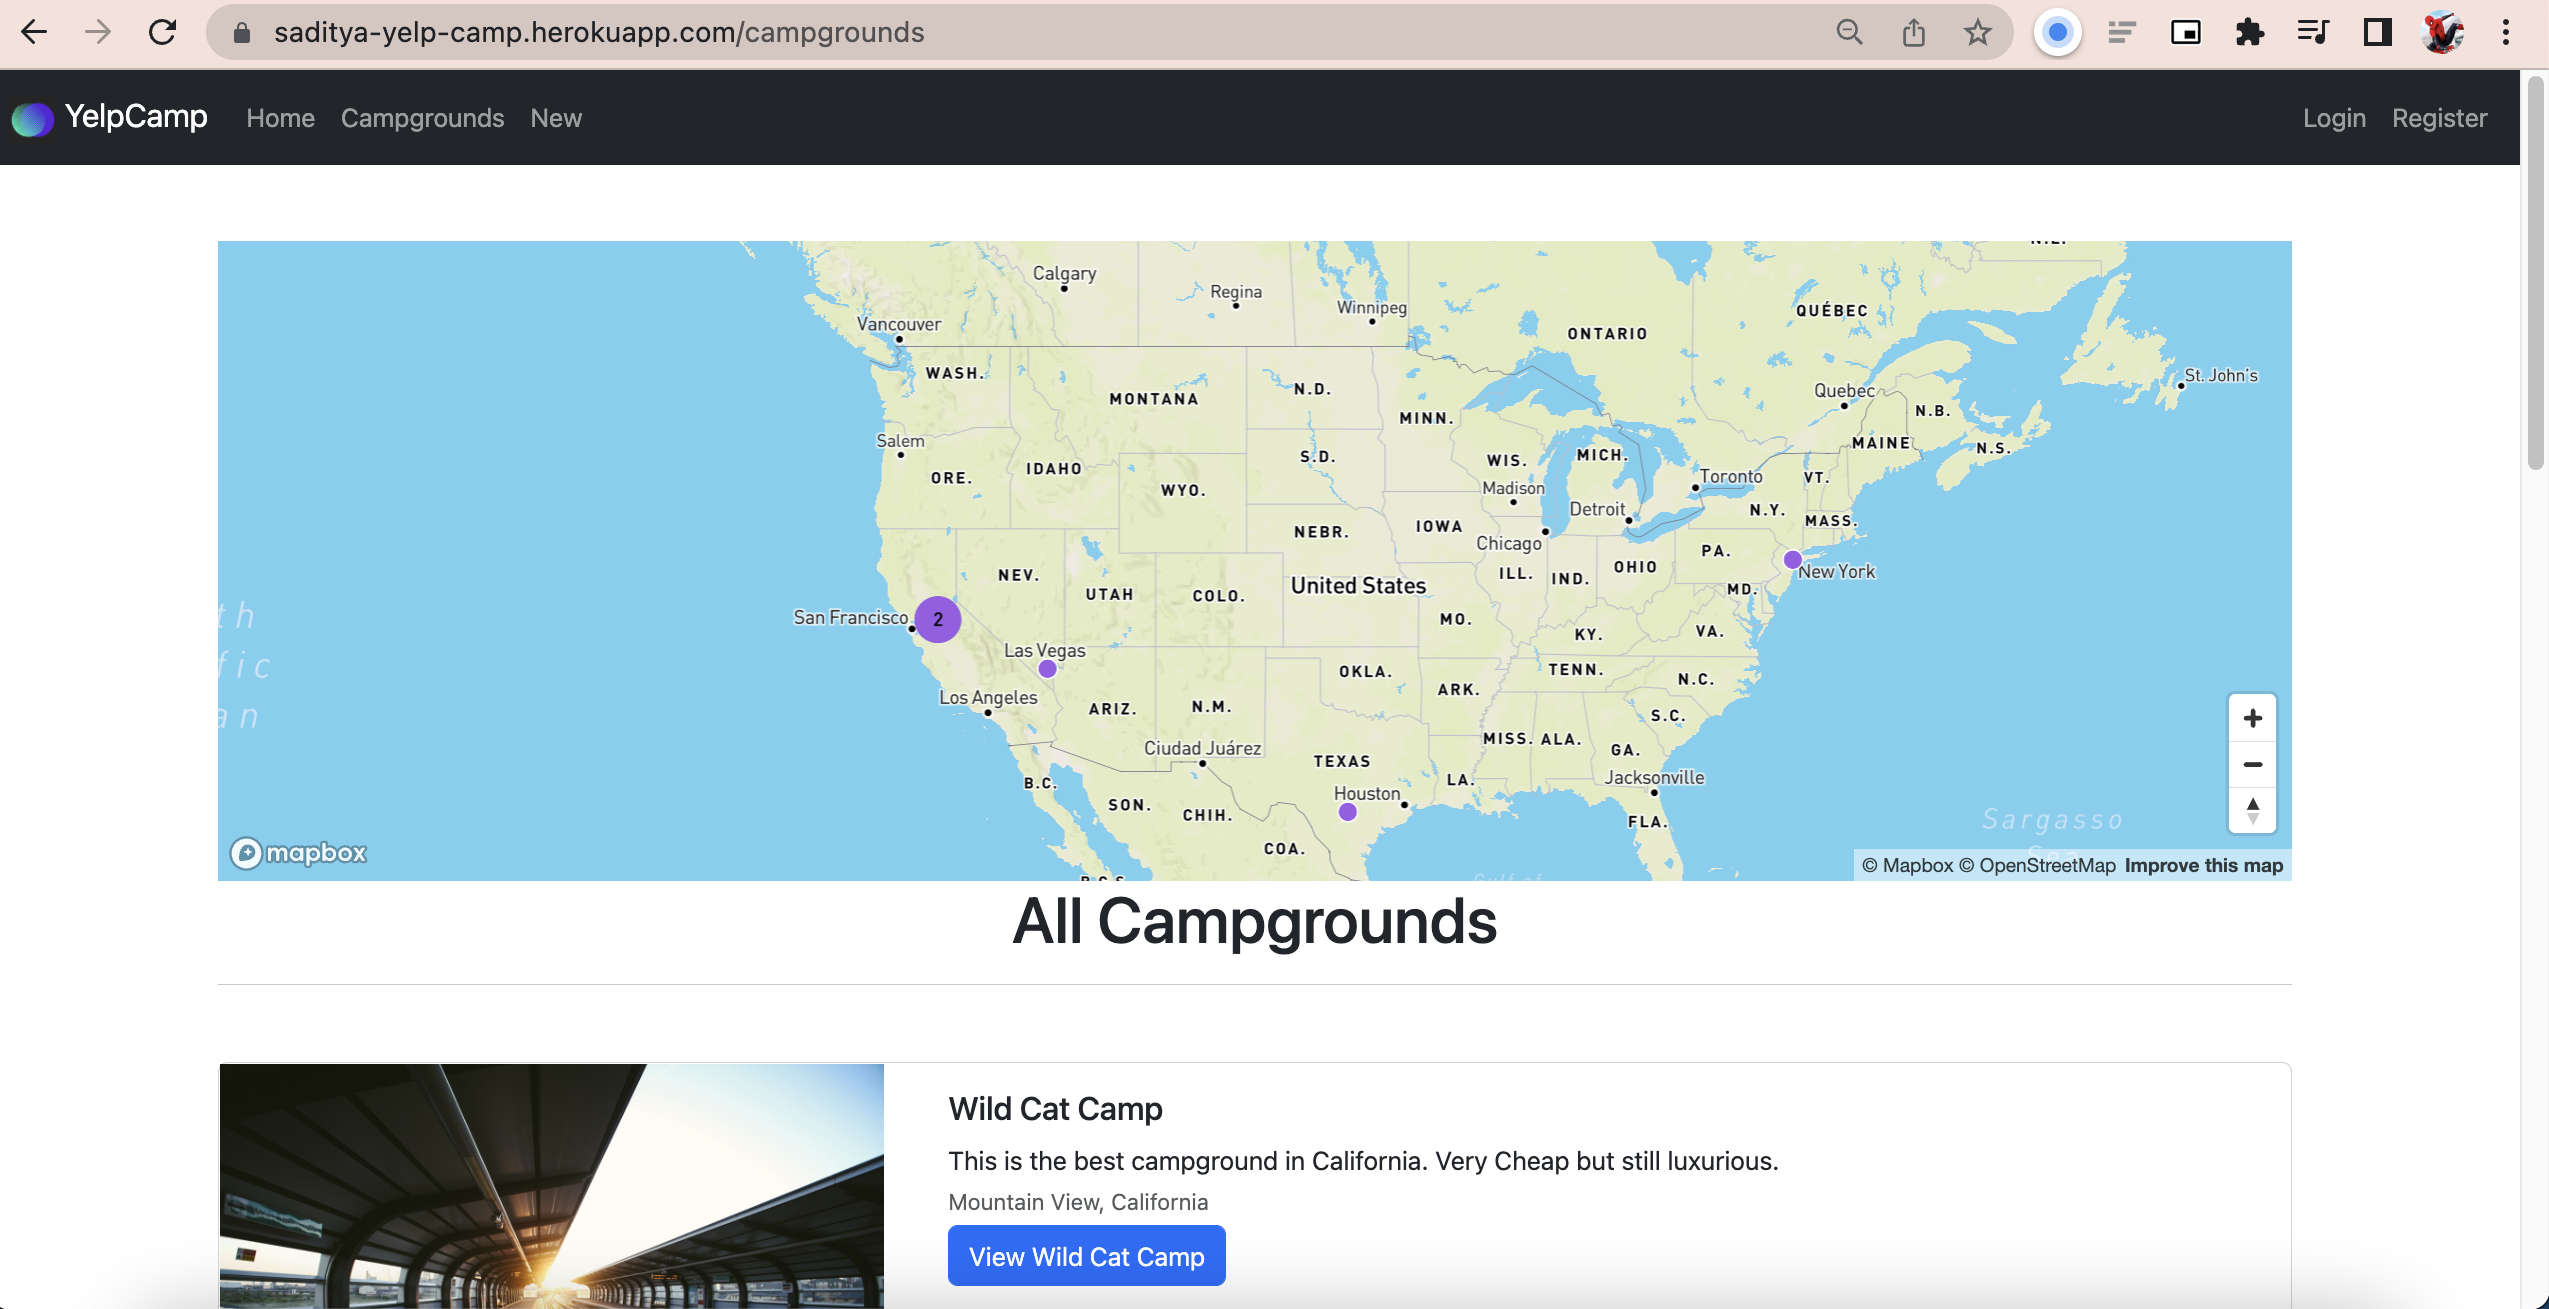 saditya-yelp-camp.herokuapp.com/campgrounds
YelpCamp Home Campgrounds New Login Register
Calgary
Regina
Winnipeg
Vancouver
ONTARIO
QUÉBEC
St. John's
WASH.
MONTANA
N.D.
MINN.
Quebec
N.B.
MAINE
N.S.
Salem
ORE.
IDAHO
WYO.
S.D.
WIS.
MICH.
Madison
Toronto
VT.
Detroit
N.Y.
MASS.
NEBR.
IOWA
Chicago
PA.
NEV.
UTAH
COLO.
United States
ILL.
IND.
OHIO
New York
MD.
San Francisco
2
MO.
KY.
VA.
Las Vegas
OKLA.
TENN.
N.C.
Los Angeles
ARIZ.
N.M.
ARK.
S.C.
Ciudad Juárez
TEXAS
MISS.
ALA.
GA.
B.C.
SON.
CHIH.
Houston
LA.
Jacksonville
COA.
FLA.
Sargasso
Sea
mapbox
© Mapbox © OpenStreetMap Improve this map
All Campgrounds
Wild Cat Camp
This is the best campground in California. Very Cheap but still luxurious.
Mountain View, California
View Wild Cat Camp